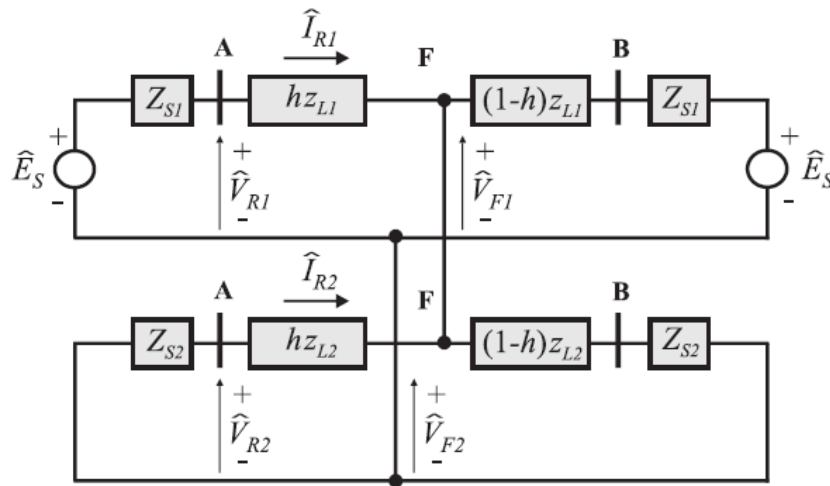 A Î_R1 F B
Z_S1 hz_L1 (1-h)z_L1 Z_S1
+ + + +
Ê_S V̂_R1 V̂_F1 Ê_S
- - - -
A Î_R2 F B
Z_S2 hz_L2 (1-h)z_L2 Z_S2
+ +
V̂_R2 V̂_F2
- -